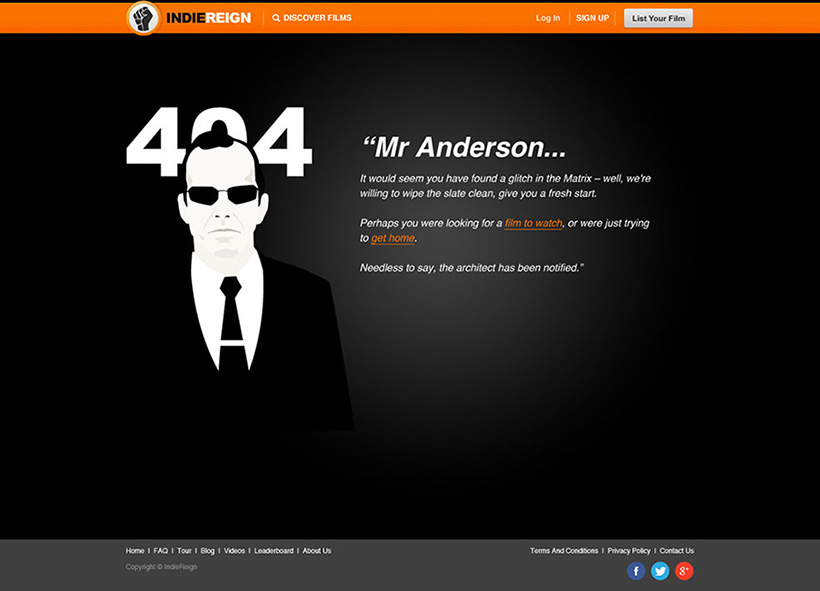 INDIEREIGN DISCOVER FILMS Log In SIGN UP List Your Film
404
“Mr Anderson...
It would seem you have found a glitch in the Matrix – well, we're
willing to wipe the slate clean, give you a fresh start.
Perhaps you were looking for a film to watch, or were just trying
to get home.
Needless to say, the architect has been notified.”
Home I FAQ I Tour I Blog I Videos I Leaderboard I About Us Terms And Conditions I Privacy Policy I Contact Us
Copyright © IndieReign
f 8+